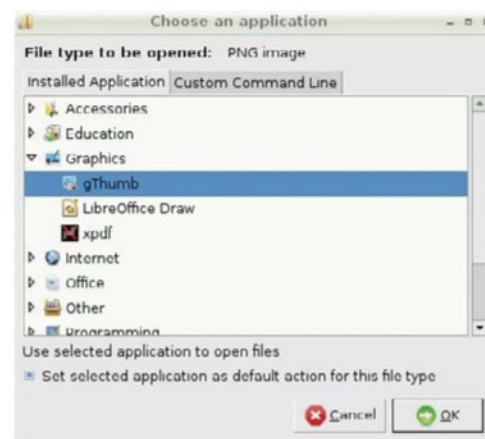 Choose an application
File type to be opened: PNG image
Installed Application Custom Command Line
Accessories
Education
Graphics
gThumb
LibreOffice Draw
xpdf
Internet
Office
Other
Programming
Use selected application to open files
Set selected application as default action for this file type
Cancel OK